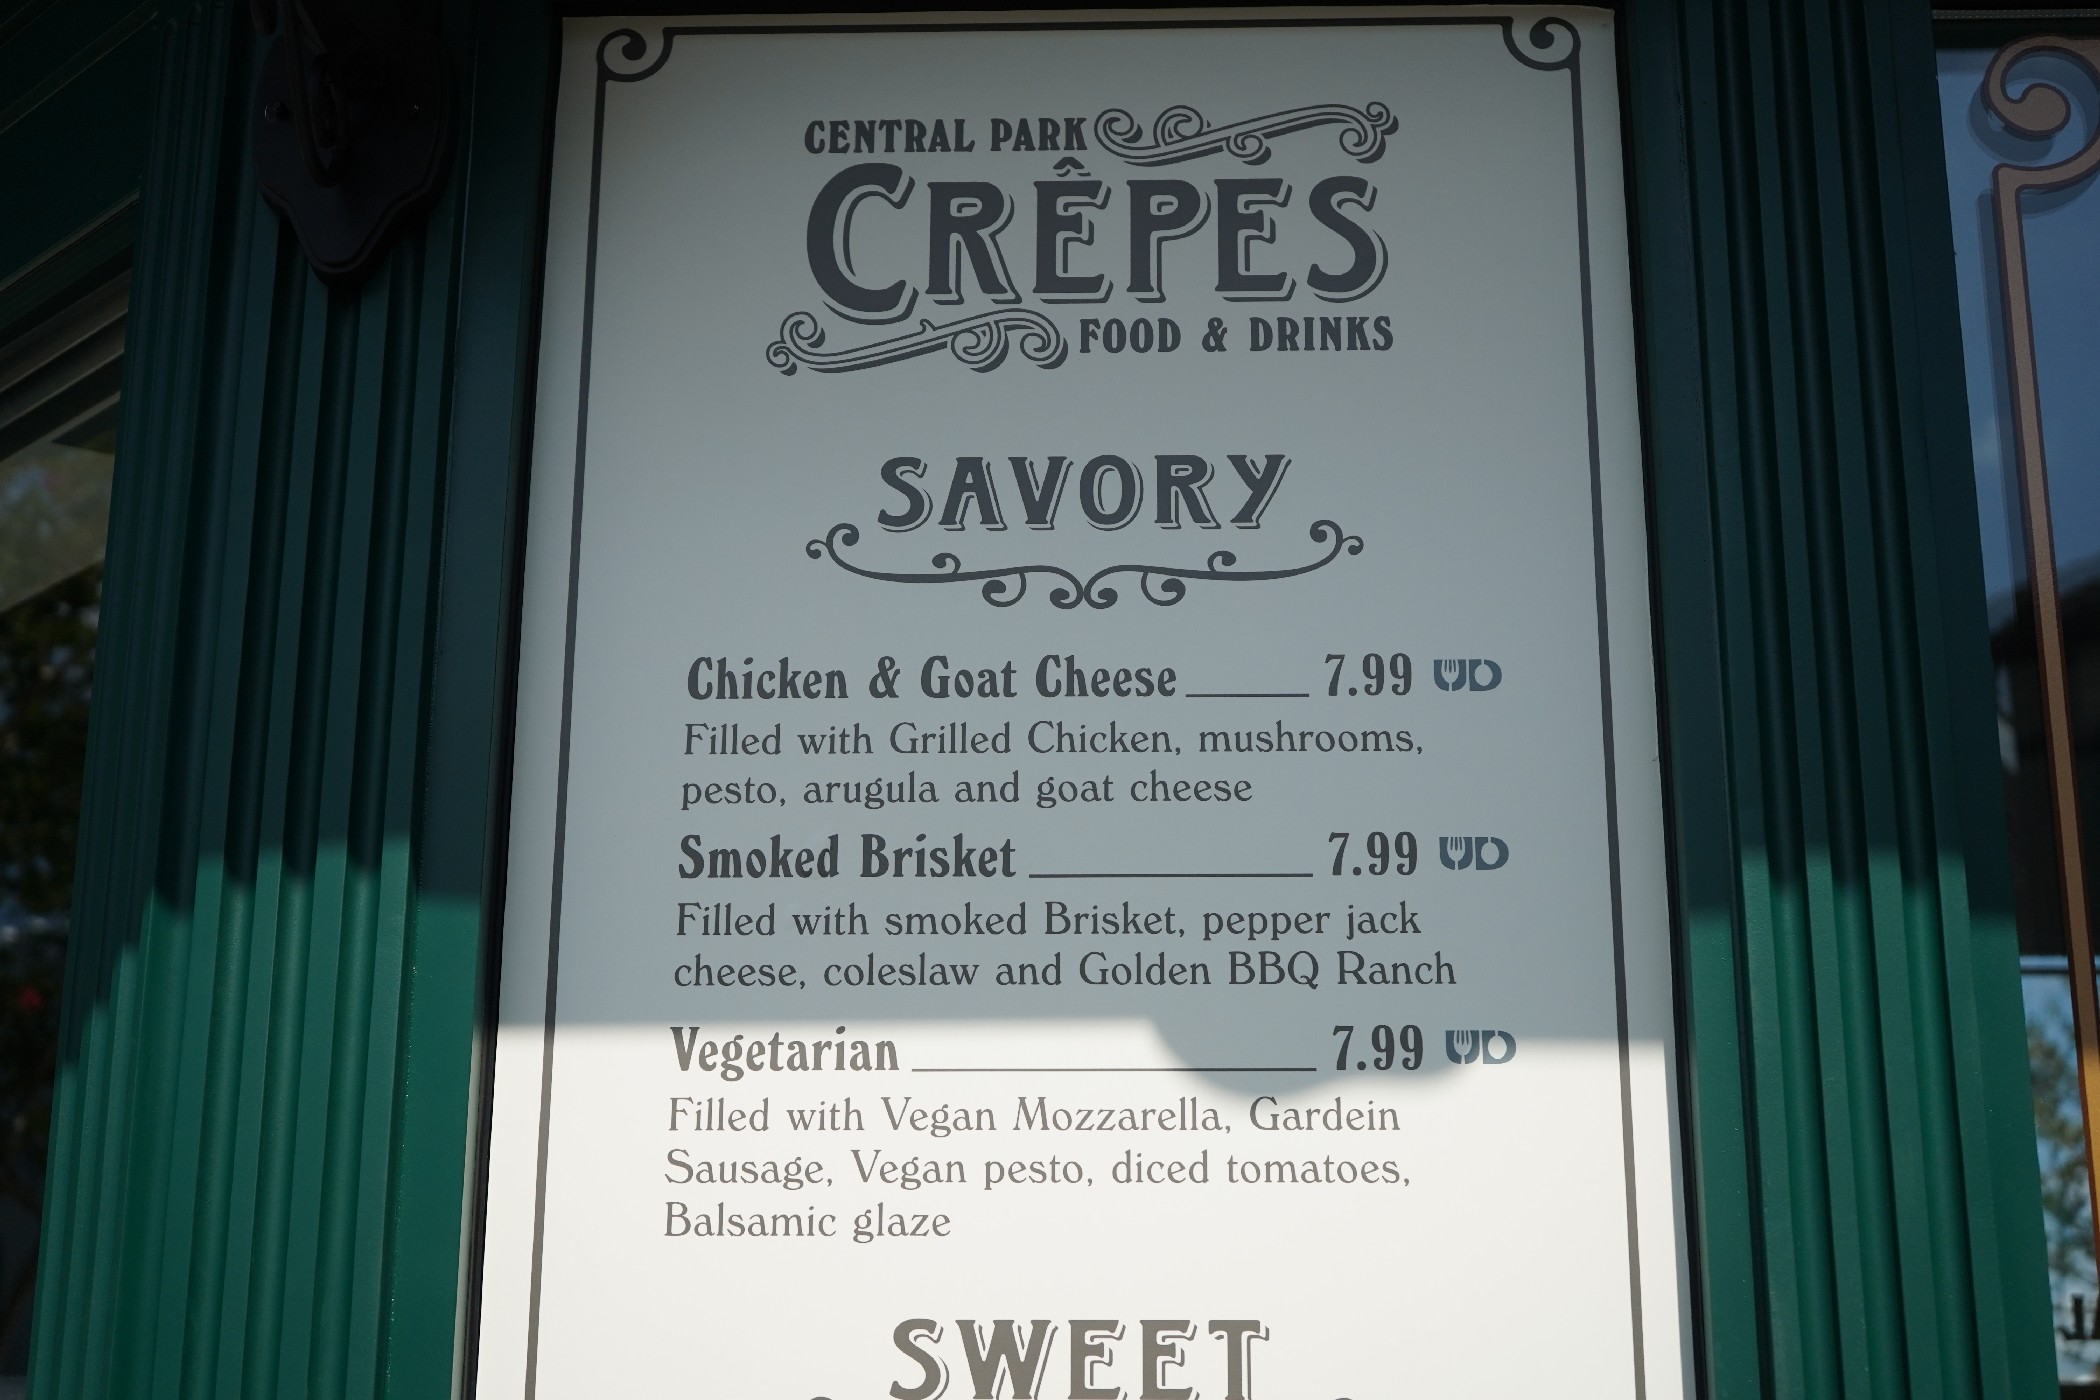 CENTRAL PARK
CRÊPES
FOOD & DRINKS
SAVORY
Chicken & Goat Cheese 7.99
Filled with Grilled Chicken, mushrooms,
pesto, arugula and goat cheese
Smoked Brisket 7.99
Filled with smoked Brisket, pepper jack
cheese, coleslaw and Golden BBQ Ranch
Vegetarian 7.99
Filled with Vegan Mozzarella, Gardein
Sausage, Vegan pesto, diced tomatoes,
Balsamic glaze
SWEET